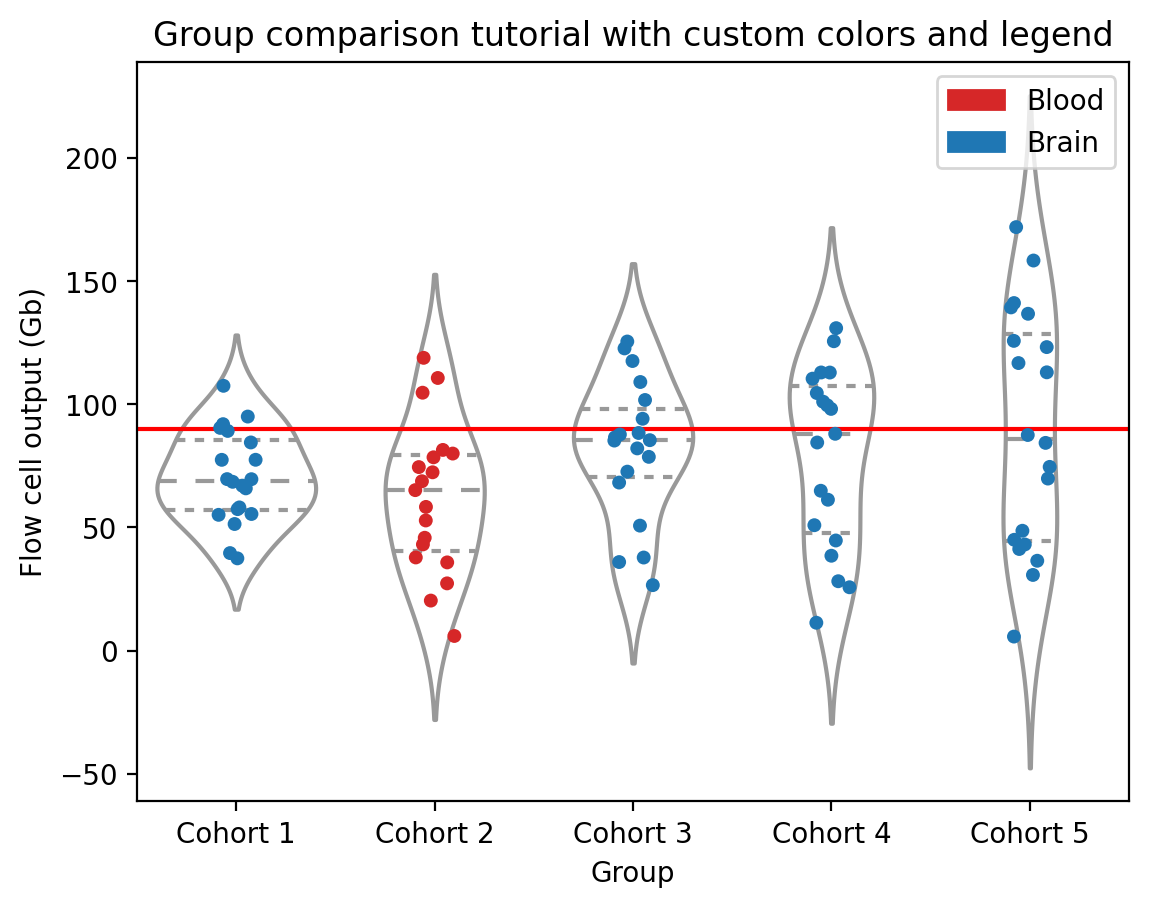 Group comparison tutorial with custom colors and legend
Blood
Brain
Flow cell output (Gb)
200
150
100
50
0
−50
Cohort 1
Cohort 2
Cohort 3
Cohort 4
Cohort 5
Group